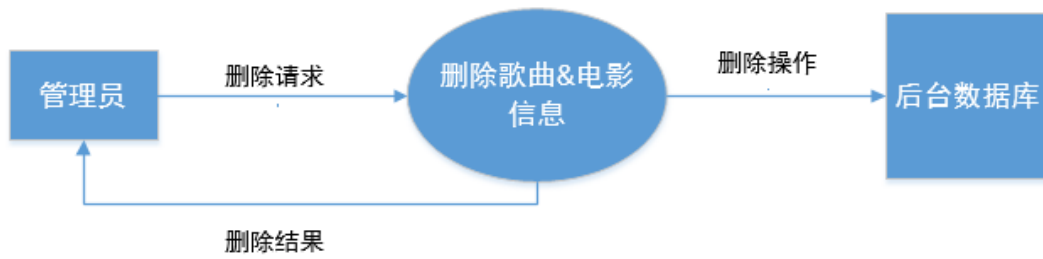 管理员
删除请求
删除歌曲&电影
信息
删除操作
后台数据库
删除结果